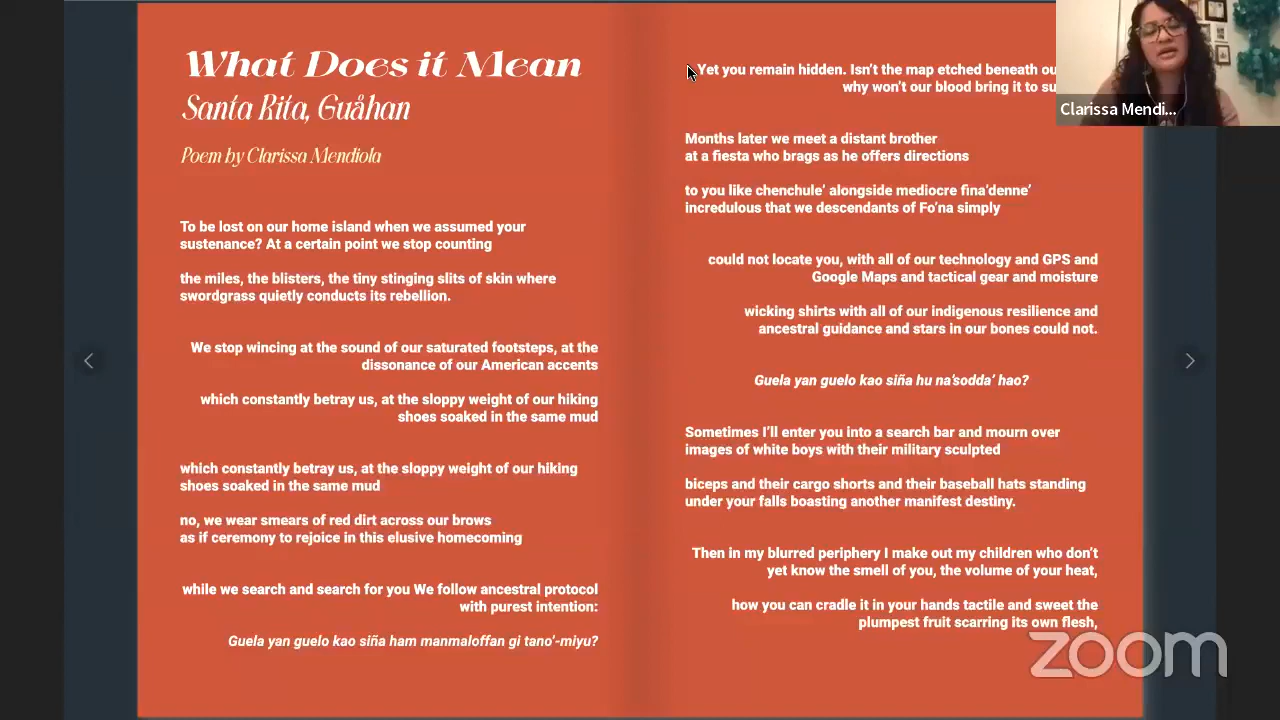 What Does it Mean
Santa Rita, Guåhan
Poem by Clarissa Mendiola
To be lost on our home island when we assumed your
sustenance? At a certain point we stop counting
the miles, the blisters, the tiny stinging slits of skin where
swordgrass quietly conducts its rebellion.
We stop wincing at the sound of our saturated footsteps, at the
dissonance of our American accents
which constantly betray us, at the sloppy weight of our hiking
shoes soaked in the same mud
which constantly betray us, at the sloppy weight of our hiking
shoes soaked in the same mud
no, we wear smears of red dirt across our brows
as if ceremony to rejoice in this elusive homecoming
while we search and search for you We follow ancestral protocol
with purest intention:
Guela yan guelo kao siña ham manmaloffan gi tano'-miyu?
Yet you remain hidden. Isn't the map etched beneath
why won't our blood bring it to
Months later we meet a distant brother
at a fiesta who brags as he offers directions
to you like chenchule' alongside mediocre fina'denne'
incredulous that we descendants of Fo'na simply
could not locate you, with all of our technology and GPS and
Google Maps and tactical gear and moisture
wicking shirts with all of our indigenous resilience and
ancestral guidance and stars in our bones could not.
Guela yan guelo kao siña hu na'sodda' hao?
Sometimes I'll enter you into a search bar and mourn over
images of white boys with their military sculpted
biceps and their cargo shorts and their baseball hats standing
under your falls boasting another manifest destiny.
Then in my blurred periphery I make out my children who don't
yet know the smell of you, the volume of your heat,
how you can cradle it in your hands tactile and sweet the
plumpest fruit scarring its own flesh,
Clarissa Mendi...
zoom